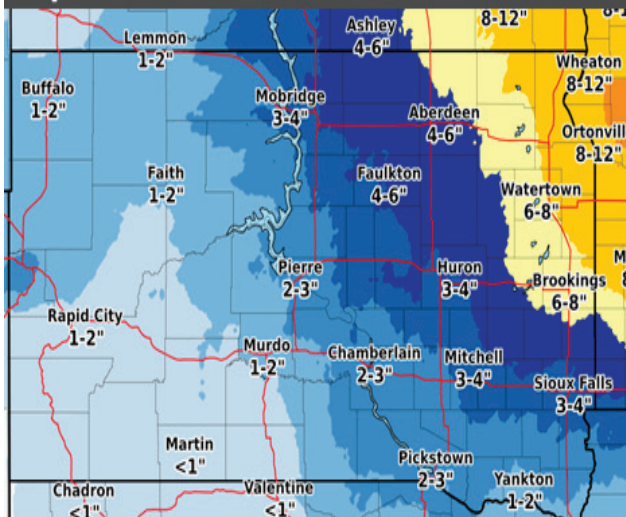 8-12"
Ashley
4-6"
Lemmon
1-2"
Wheaton
8-12"
Buffalo
1-2"
Mobridge
3-4"
Aberdeen
4-6"
8-12"
Faith
1-2"
Faulkton
4-6"
Watertown
6-8"
Pierre
2-3"
Huron
3-4"
Brookings
6-8"
Rapid City
1-2"
Murdo
1-2"
Chamberlain
2-3"
Mitchell
3-4"
Sioux Falls
3-4"
Martin
<1"
Pickstown
2-3"
Yankton
1-2"
Chadron
<1"
Valentine
<1"